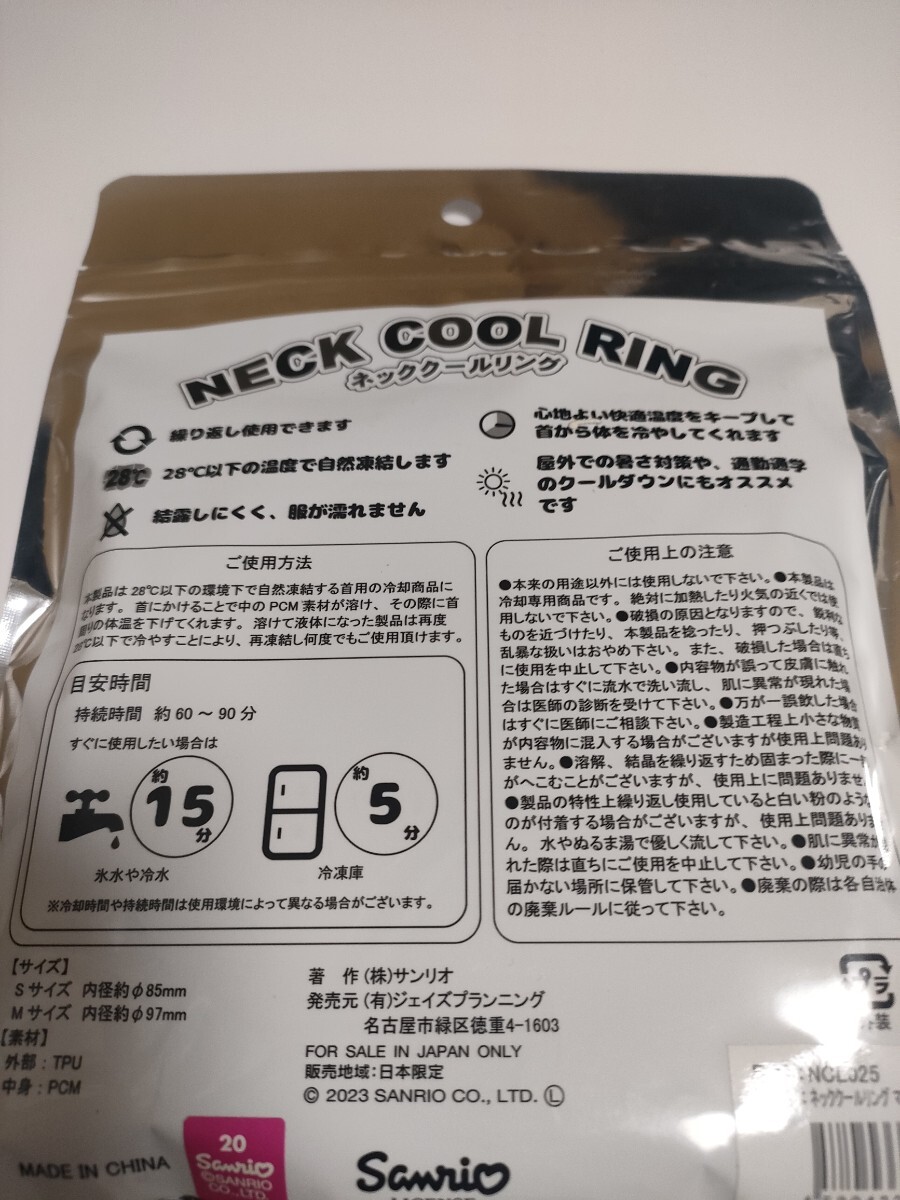 NECK COOL RING
ネッククールリング
繰り返し使用できます
28℃
28℃以下の温度で自然凍結します
結露しにくく、服が濡れません
心地よい快適温度をキープして
首から体を冷やしてくれます
屋外での暑さ対策や、通勤通学
のクールダウンにもオススメ
です
ご使用方法
本製品は28℃以下の環境下で自然凍結する首用の冷却商品に
なります。首にかけることで中のPCM素材が溶け、その際に首
周りの体温を下げてくれます。溶けて液体になった製品は再度
28℃以下で冷やすことにより、再凍結し何度でもご使用頂けます。
目安時間
持続時間 約60～90分
すぐに使用したい場合は
約15分
氷水や冷水
約5分
冷凍庫
※冷却時間や持続時間は使用環境によって異なる場合がございます。
ご使用上の注意
●本来の用途以外には使用しないで下さい。●本製品は
冷却専用商品です。絶対に加熱したり火気の近くでは使
用しないで下さい。●破損の原因となりますので、鋭利な
ものを近づけたり、本製品を捻ったり、押つぶしたり等、
乱暴な扱いはおやめ下さい。また、破損した場合は直ち
に使用を中止して下さい。●内容物が誤って皮膚に触れ
た場合はすぐに流水で洗い流し、肌に異常が現れた場
合は医師の診断を受けて下さい。●万が一誤飲した場合
はすぐに医師にご相談下さい。●製造工程上小さな物質
が内容物に混入する場合がございますが使用上問題あり
ません。●溶解、結晶を繰り返すため固まった際に一
がへこむことがございますが、使用上に問題ありませ
●製品の特性上繰り返し使用していると白い粉のような
のが付着する場合がございますが、使用上問題ありませ
ん。水やぬるま湯で優しく流して下さい。●肌に異常が
れた際は直ちにご使用を中止して下さい。●幼児の手の
届かない場所に保管して下さい。●廃棄の際は各自治体
の廃棄ルールに従って下さい。
【サイズ】
Sサイズ 内径約φ85mm
Mサイズ 内径約φ97mm
【素材】
外部：TPU
中身：PCM
著 作 (株)サンリオ
発売元 (有)ジェイズプランニング
名古屋市緑区徳重4-1603
FOR SALE IN JAPAN ONLY
販売地域：日本限定
© 2023 SANRIO CO., LTD. Ⓛ
プラ
外装
ネッククールリング
MADE IN CHINA
20
Sanrio
©SANRIO
CO.,LTD.
Sanrio
LICENSE